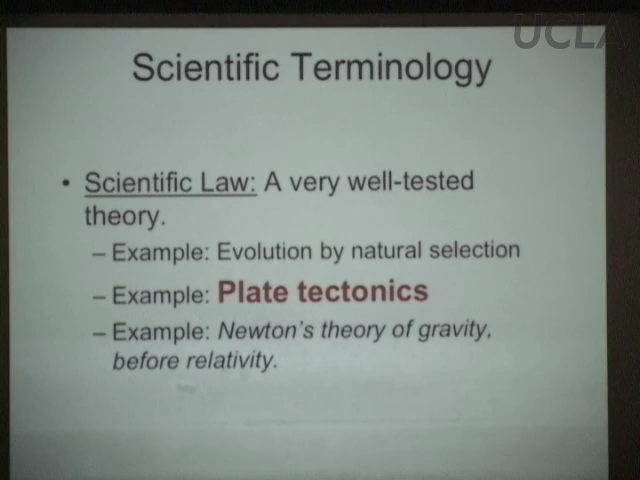 UCLA
Scientific Terminology
• Scientific Law: A very well-tested
theory.
– Example: Evolution by natural selection
– Example: Plate tectonics
– Example: Newton's theory of gravity,
before relativity.